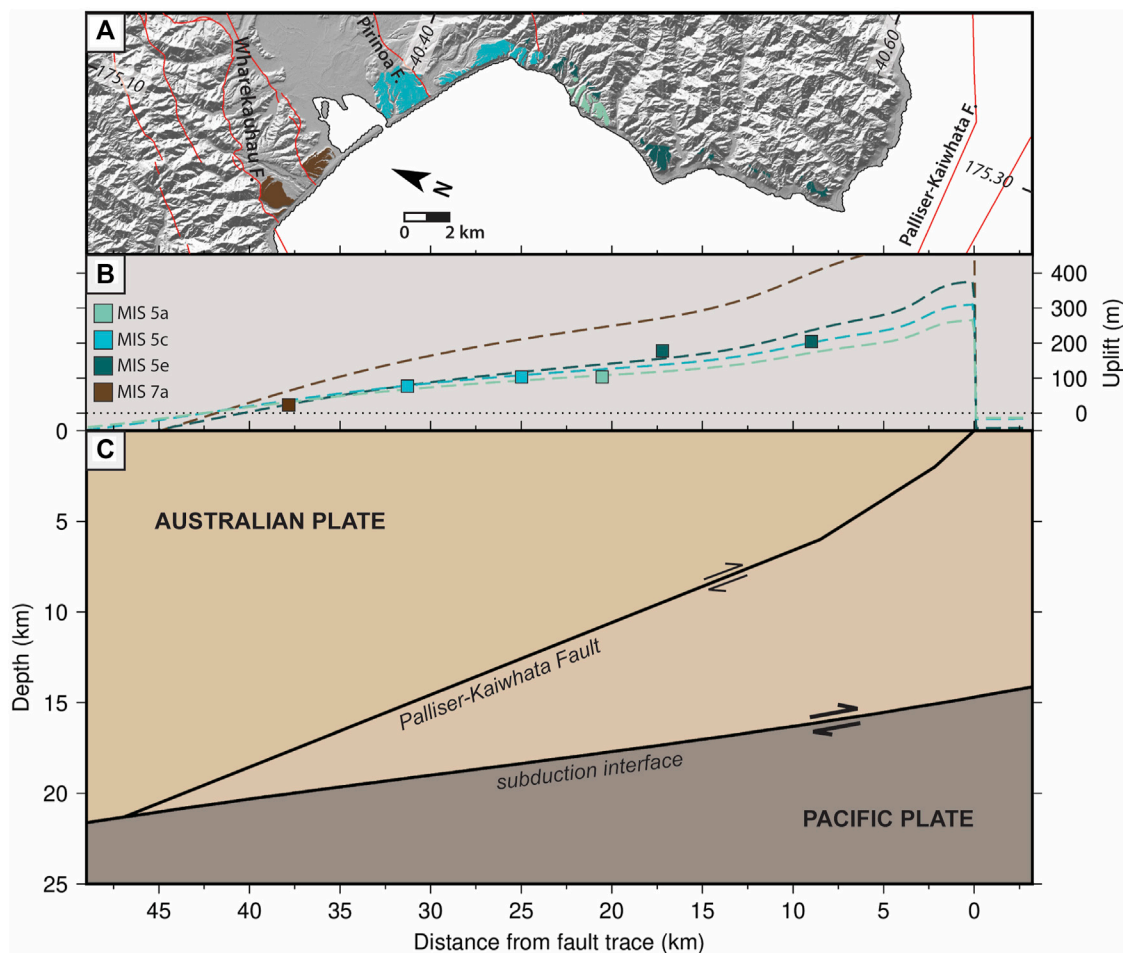 A
175.10
Wharekauhau F.
Pirinoa F.
40.40
40.60
Palliser-Kaiwhata F.
175.30
N
0 2 km
B
MIS 5a
MIS 5c
MIS 5e
MIS 7a
400
300
200
100
0
Uplift (m)
C
AUSTRALIAN PLATE
Palliser-Kaiwhata Fault
subduction interface
PACIFIC PLATE
0
5
10
15
20
25
Depth (km)
45 40 35 30 25 20 15 10 5 0
Distance from fault trace (km)